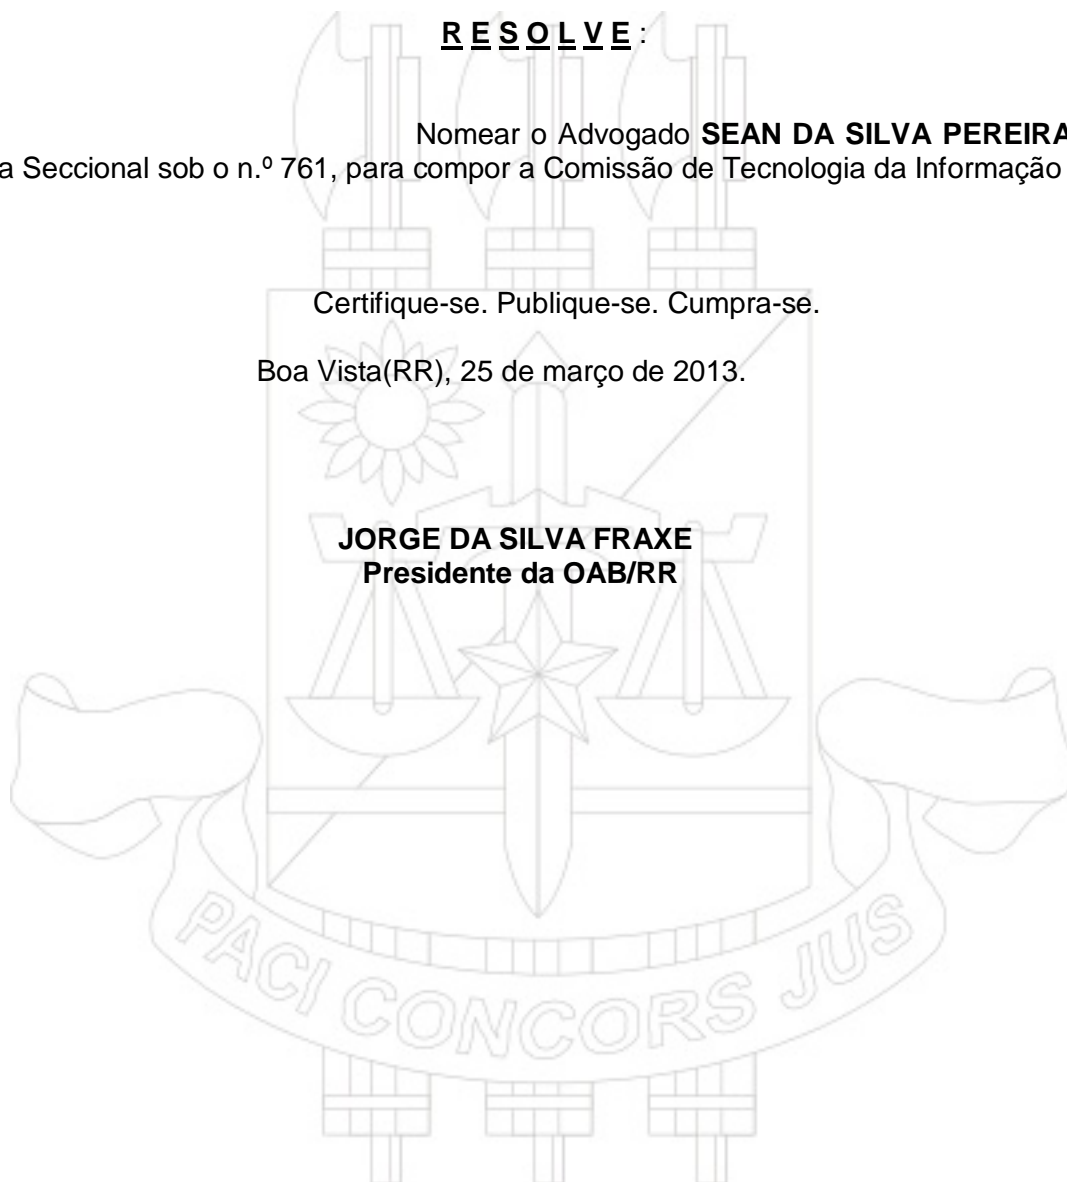 R E S O L V E :
Nomear o Advogado SEAN DA SILVA PEREIRA
a Seccional sob o n.º 761, para compor a Comissão de Tecnologia da Informação
Certifique-se. Publique-se. Cumpra-se.
Boa Vista(RR), 25 de março de 2013.
JORGE DA SILVA FRAXE
Presidente da OAB/RR
PACI CONCORS JUS